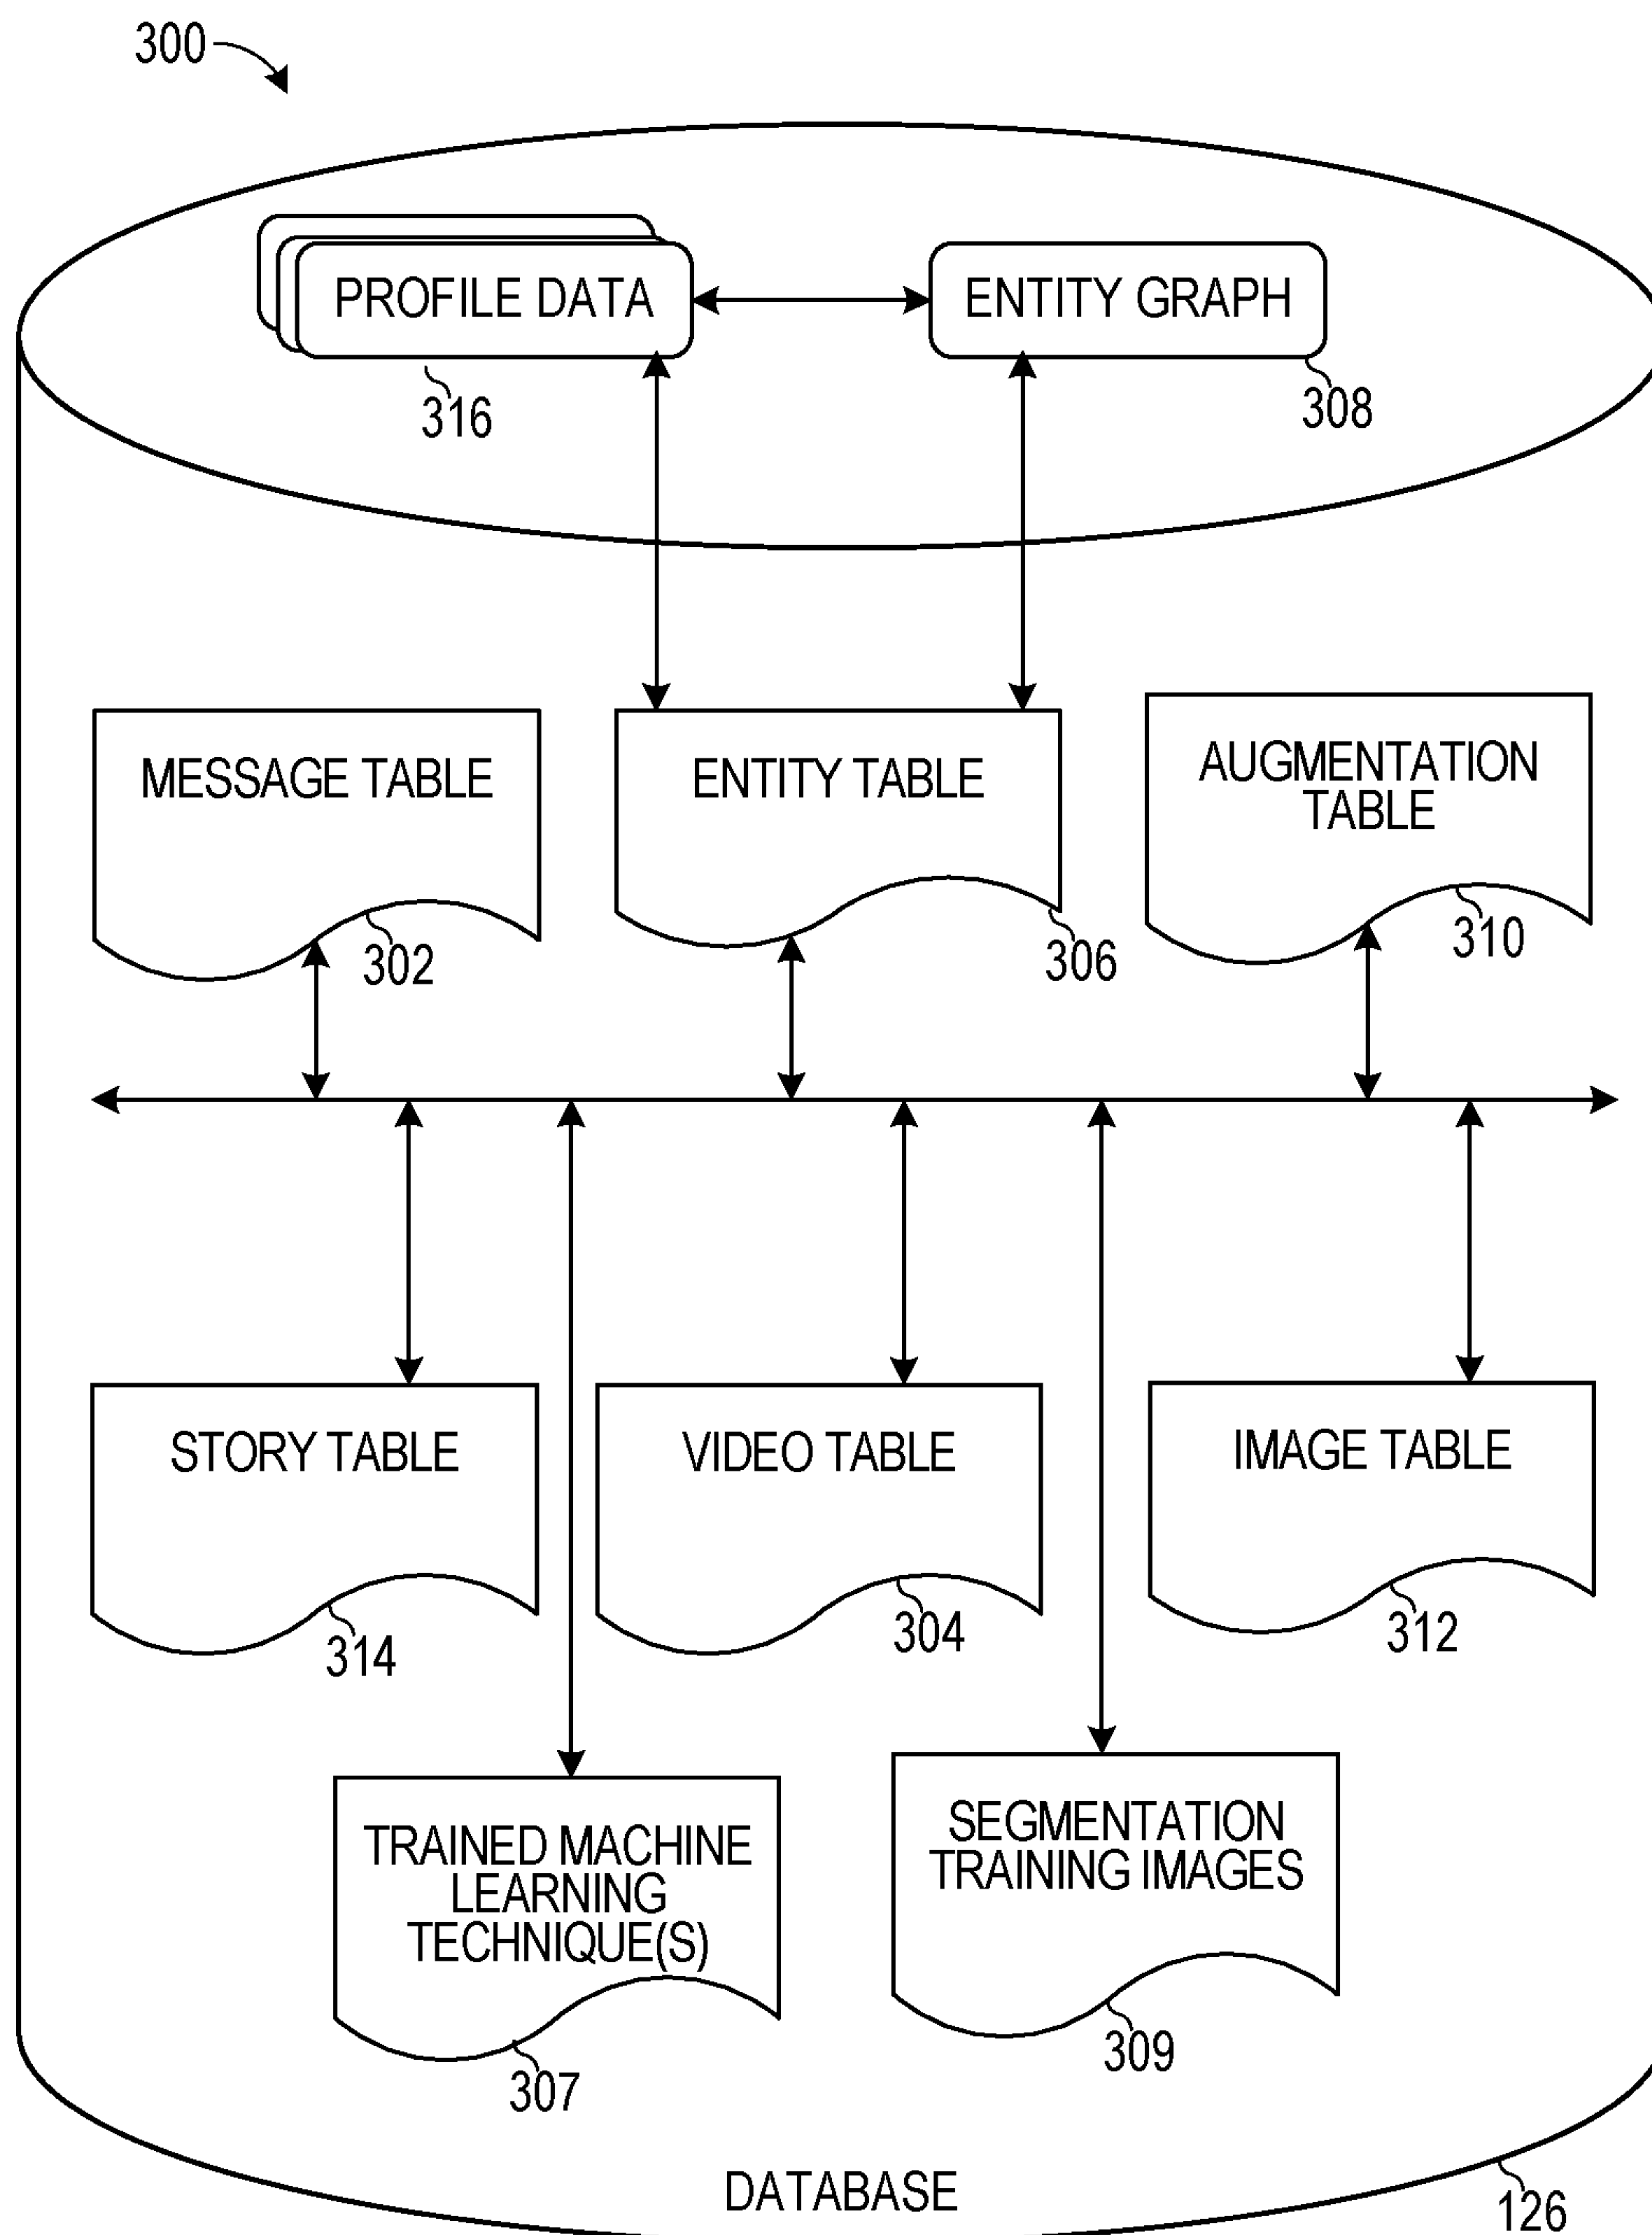 300
PROFILE DATA
ENTITY GRAPH
316
308
MESSAGE TABLE
ENTITY TABLE
AUGMENTATION
TABLE
302
306
310
STORY TABLE
VIDEO TABLE
IMAGE TABLE
314
304
312
TRAINED MACHINE
LEARNING
TECHNIQUE(S)
SEGMENTATION
TRAINING IMAGES
307
309
DATABASE
126